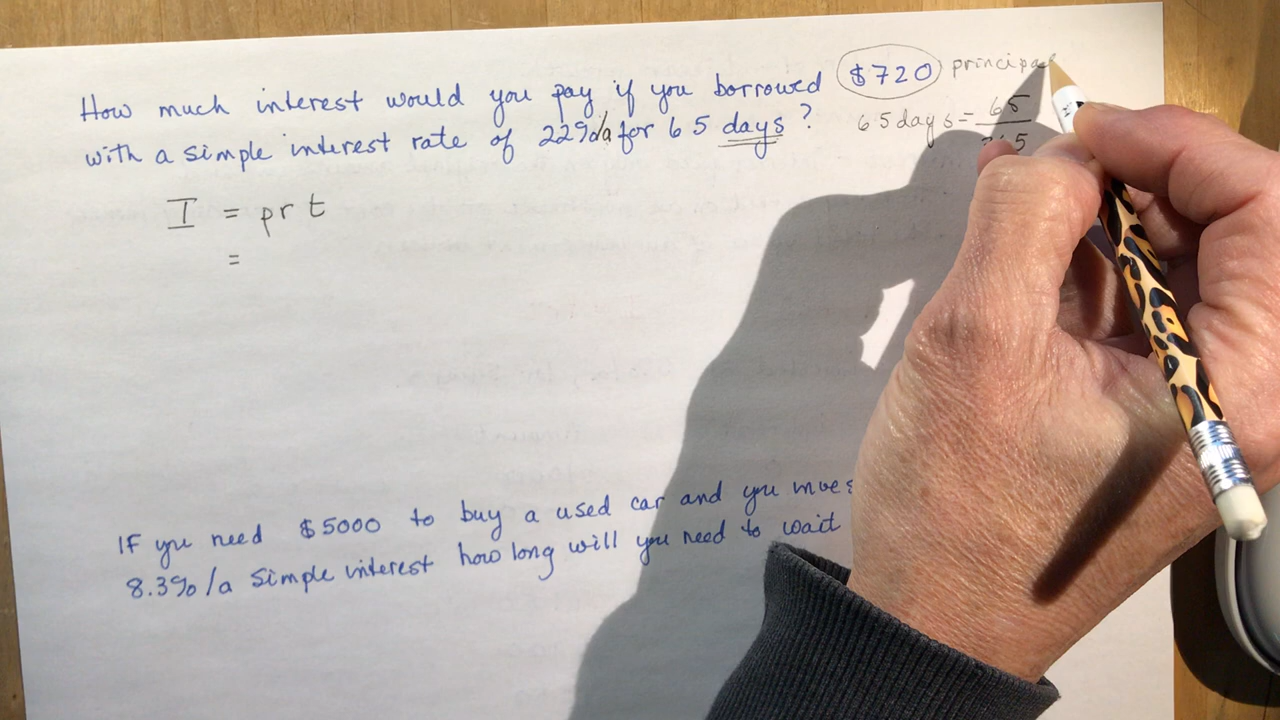 How much interest would you pay if you borrowed $720 principal
with a simple interest rate of 22%/a for 65 days? 65 days = 65
I = prt
=
If you need $5000 to buy a used car and you
8.3%/a simple interest how long will you need to wait